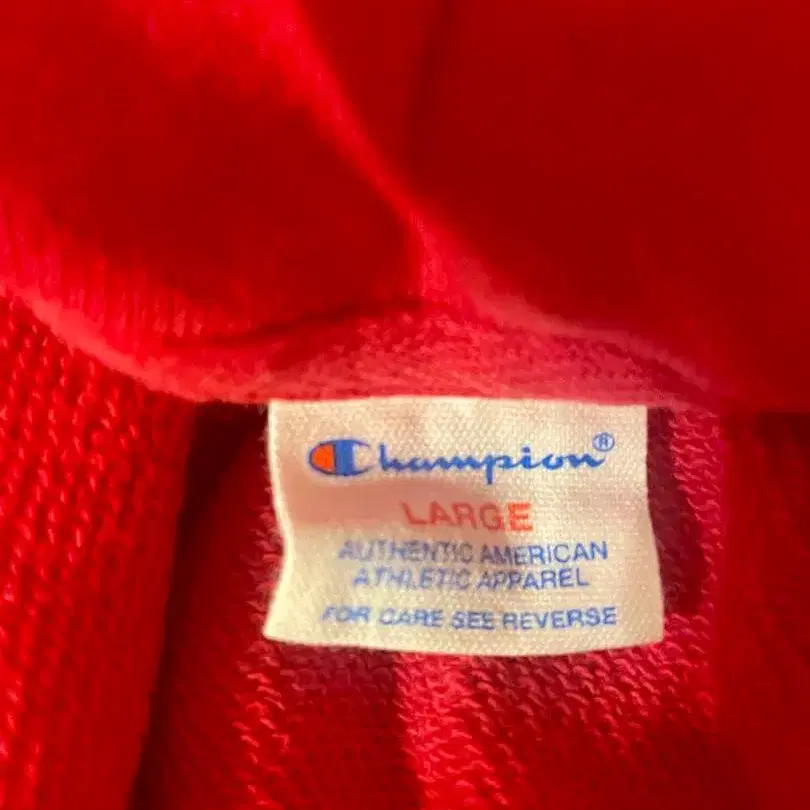 Champion®
LARGE
AUTHENTIC AMERICAN
ATHLETIC APPAREL
FOR CARE SEE REVERSE